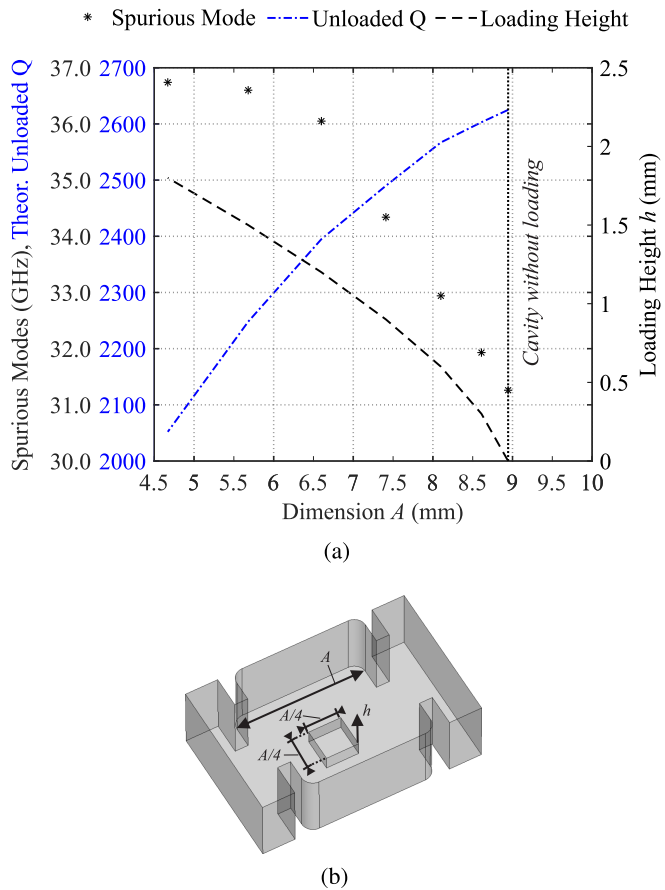 Spurious Mode Unloaded Q Loading Height h
Spurious Modes (GHz), Theor. Unloaded Q
37.0 2700 2.5
36.0 2600 2
35.0 2500
34.0 2400 1.5
33.0 2300 1
32.0 2200
31.0 2100 0.5
30.0 2000 0
Cavity without loading
Loading Height h (mm)
4.5 5 5.5 6 6.5 7 7.5 8 8.5 9 9.5 10
Dimension A (mm)
(a)
A
A/4 h
A/4
(b)